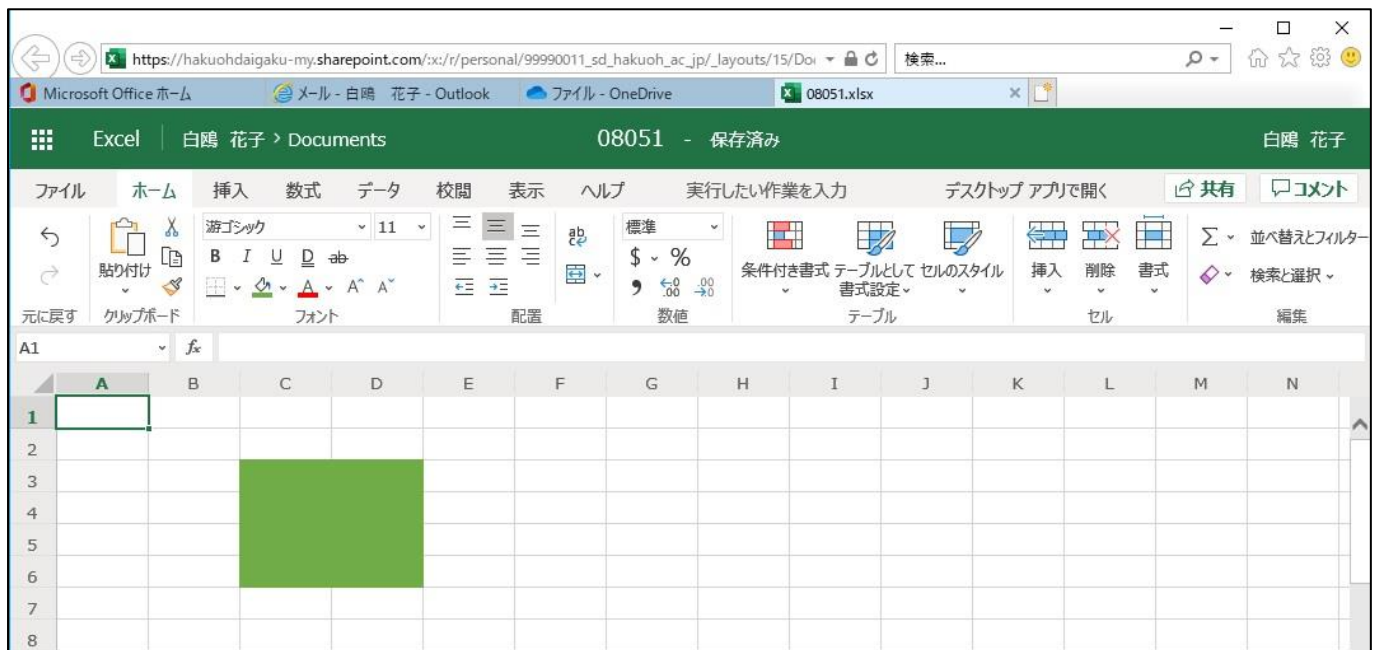 https://hakuohdaigaku-my.sharepoint.com/:x:/r/personal/99990011_sd_hakuoh_ac_jp/_layouts/15/Do 検索...
Microsoft Office ホーム メール - 白鴎 花子 - Outlook ファイル - OneDrive 08051.xlsx
Excel 白鴎 花子 > Documents 08051 - 保存済み 白鴎 花子
ファイル ホーム 挿入 数式 データ 校閲 表示 ヘルプ 実行したい作業を入力 デスクトップ アプリで開く 共有 コメント
游ゴシック 11 ab 標準 Σ 並べ替えとフィルター
貼り付け B I U D ab $ % 条件付き書式 テーブルとして セルのスタイル 挿入 削除 書式 検索と選択
A A^ A 書式設定
元に戻す クリップボード フォント 配置 数値 テーブル セル 編集
A1 fx
A B C D E F G H I J K L M N
1
2
3
4
5
6
7
8